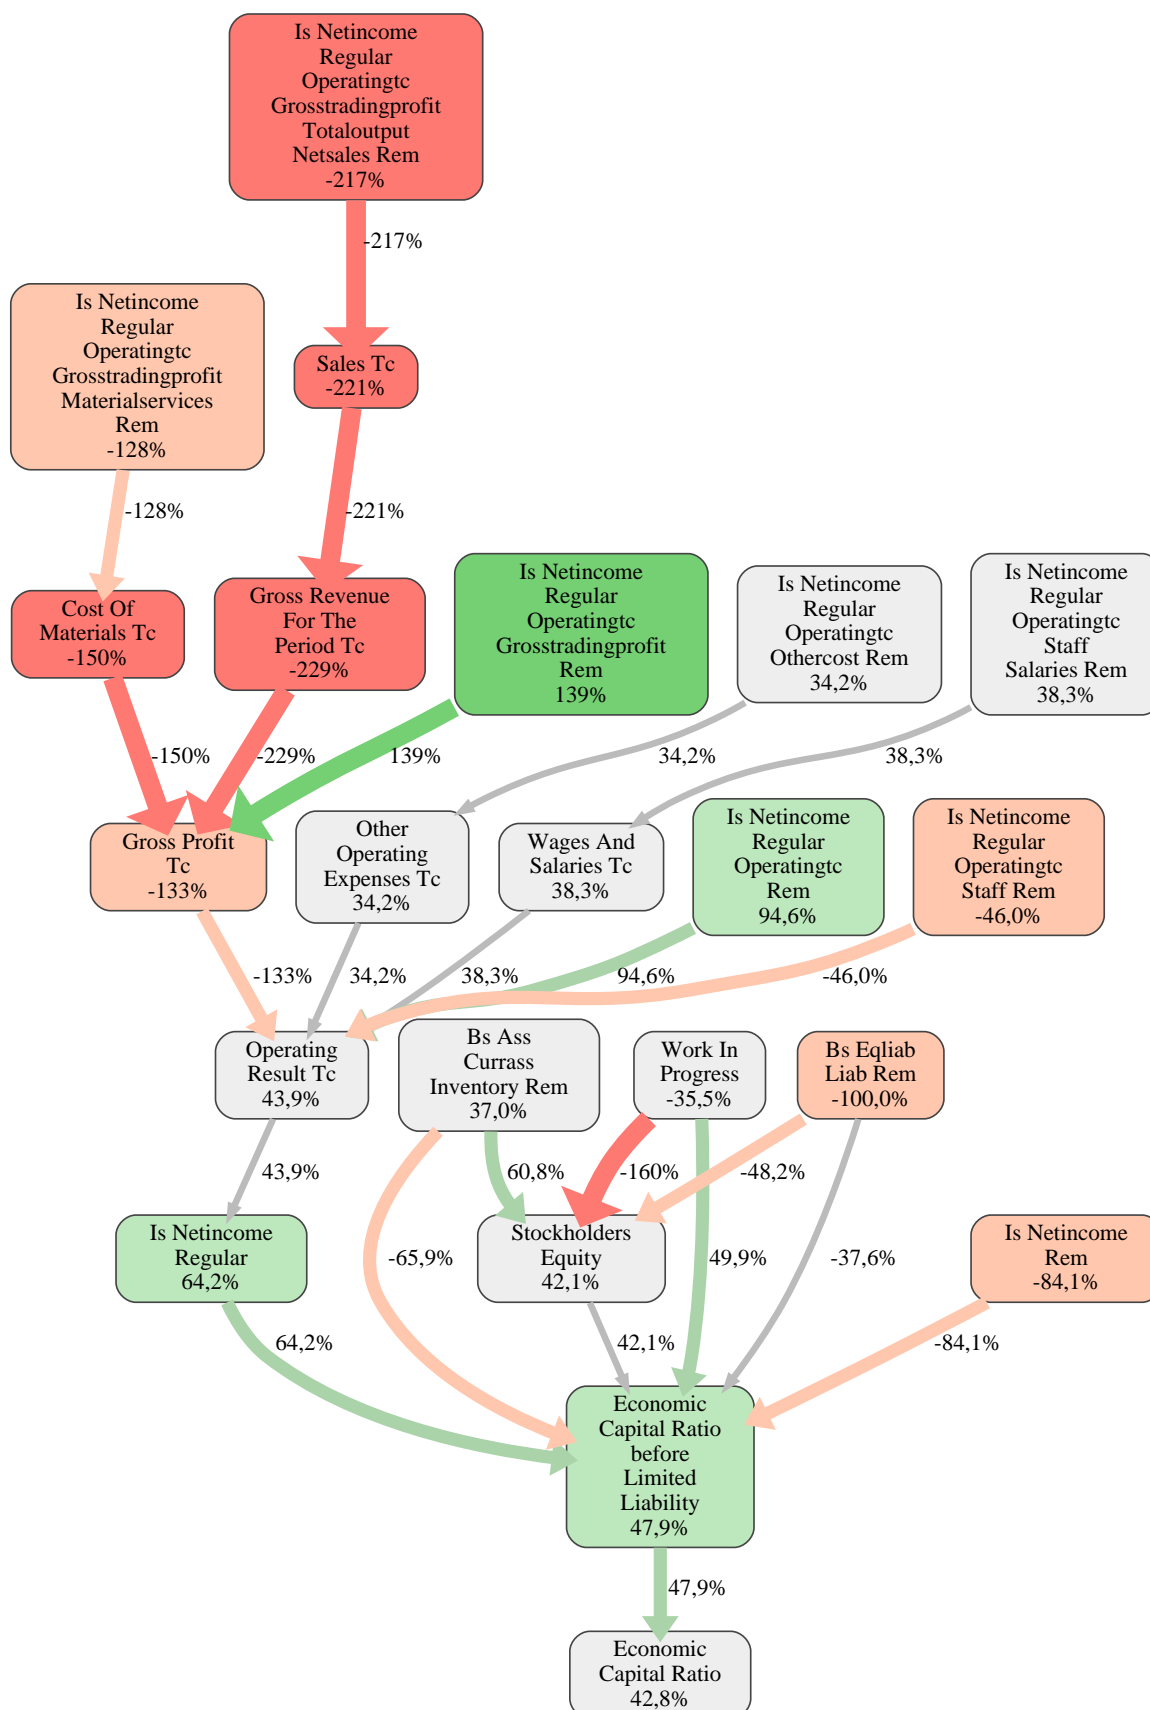 Is Netincome
Regular
Operatingtc
Grosstradingprofit
Totaloutput
Netsales Rem
-217%
-217%
Is Netincome
Regular
Operatingtc
Grosstradingprofit
Materialservices
Rem
-128%
Sales Tc
-221%
-128%
-221%
Cost Of
Materials Tc
-150%
Gross Revenue
For The
Period Tc
-229%
Is Netincome
Regular
Operatingtc
Grosstradingprofit
Rem
139%
Is Netincome
Regular
Operatingtc
Othercost Rem
34,2%
Is Netincome
Regular
Operatingtc
Staff
Salaries Rem
38,3%
-150%
-229%
139%
34,2%
38,3%
Gross Profit
Tc
-133%
Other
Operating
Expenses Tc
34,2%
Wages And
Salaries Tc
38,3%
Is Netincome
Regular
Operatingtc
Rem
94,6%
Is Netincome
Regular
Operatingtc
Staff Rem
-46,0%
-133%
34,2%
38,3%
94,6%
-46,0%
Operating
Result Tc
43,9%
Bs Ass
Currass
Inventory Rem
37,0%
Work In
Progress
-35,5%
Bs Eqliab
Liab Rem
-100,0%
43,9%
60,8%
-160%
-48,2%
Is Netincome
Regular
64,2%
-65,9%
Stockholders
Equity
42,1%
49,9%
-37,6%
Is Netincome
Rem
-84,1%
64,2%
42,1%
-84,1%
Economic
Capital Ratio
before
Limited
Liability
47,9%
47,9%
Economic
Capital Ratio
42,8%